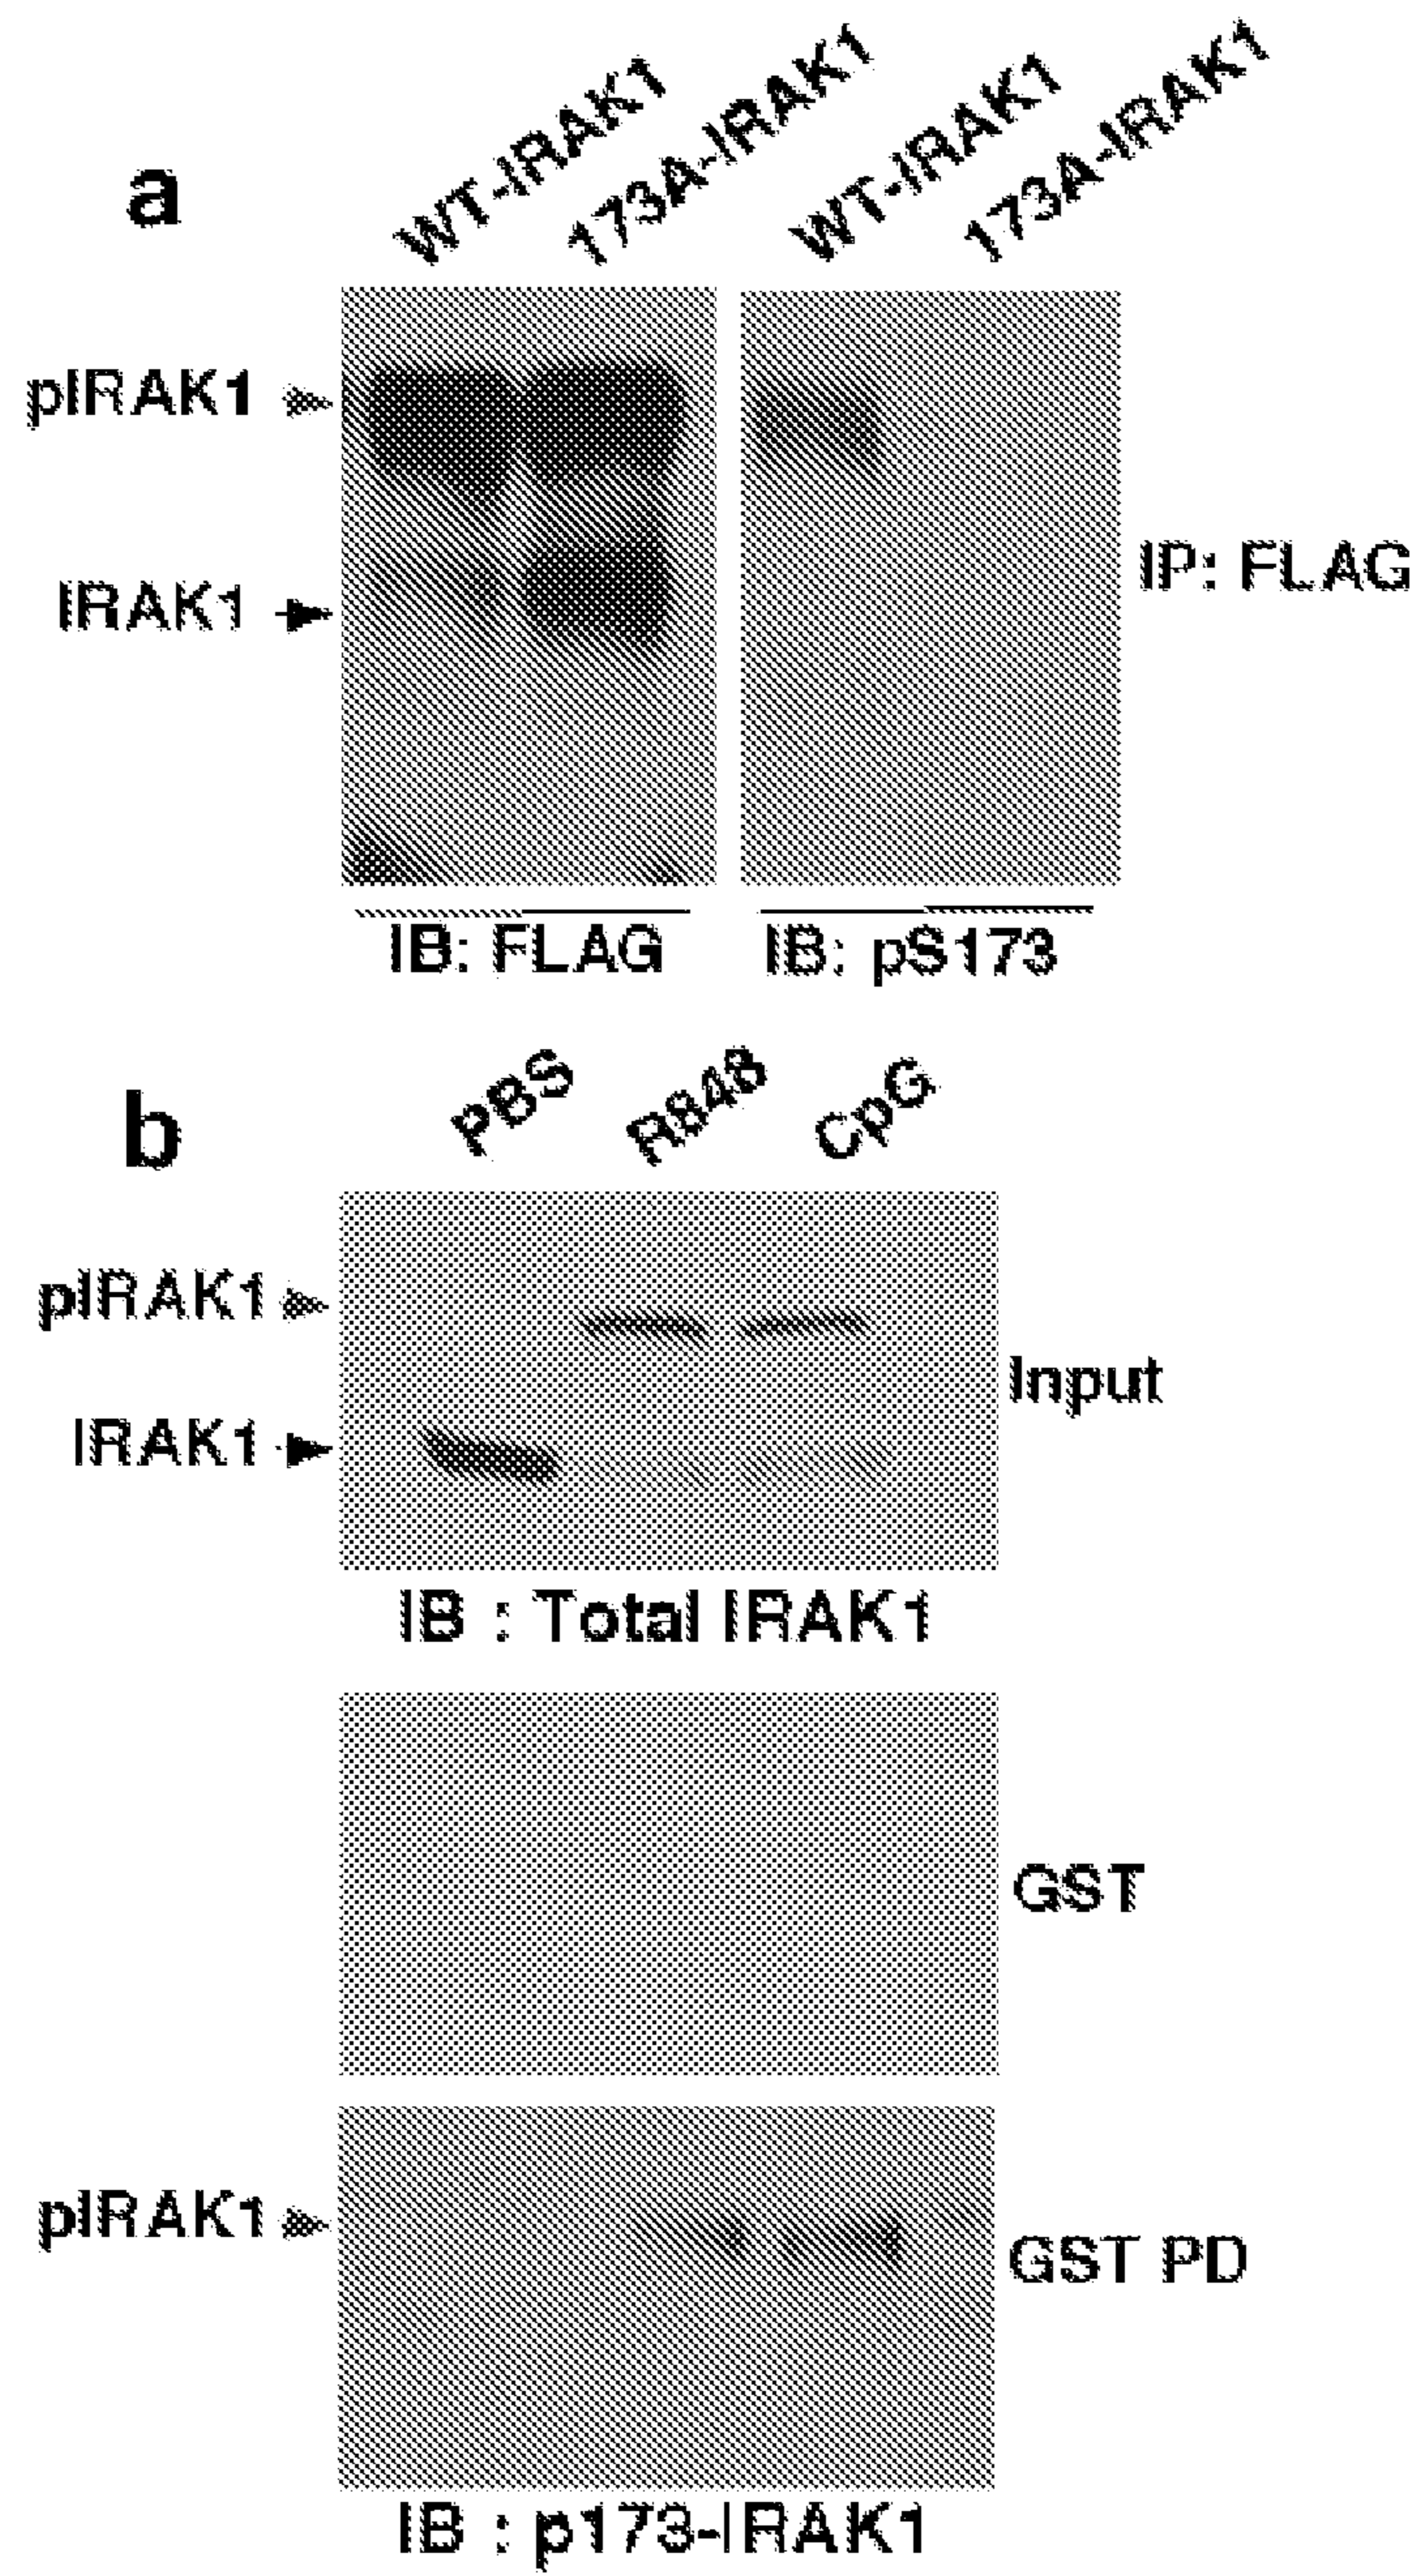 a
WT-IRAK1 173A-IRAK1 WT-IRAK1 173A-IRAK1
pIRAK1
IRAK1
IP: FLAG
IB: FLAG IB: pS173
b
PBS R848 CpG
pIRAK1
Input
IRAK1
IB : Total IRAK1
GST
pIRAK1
GST PD
IB : p173-IRAK1